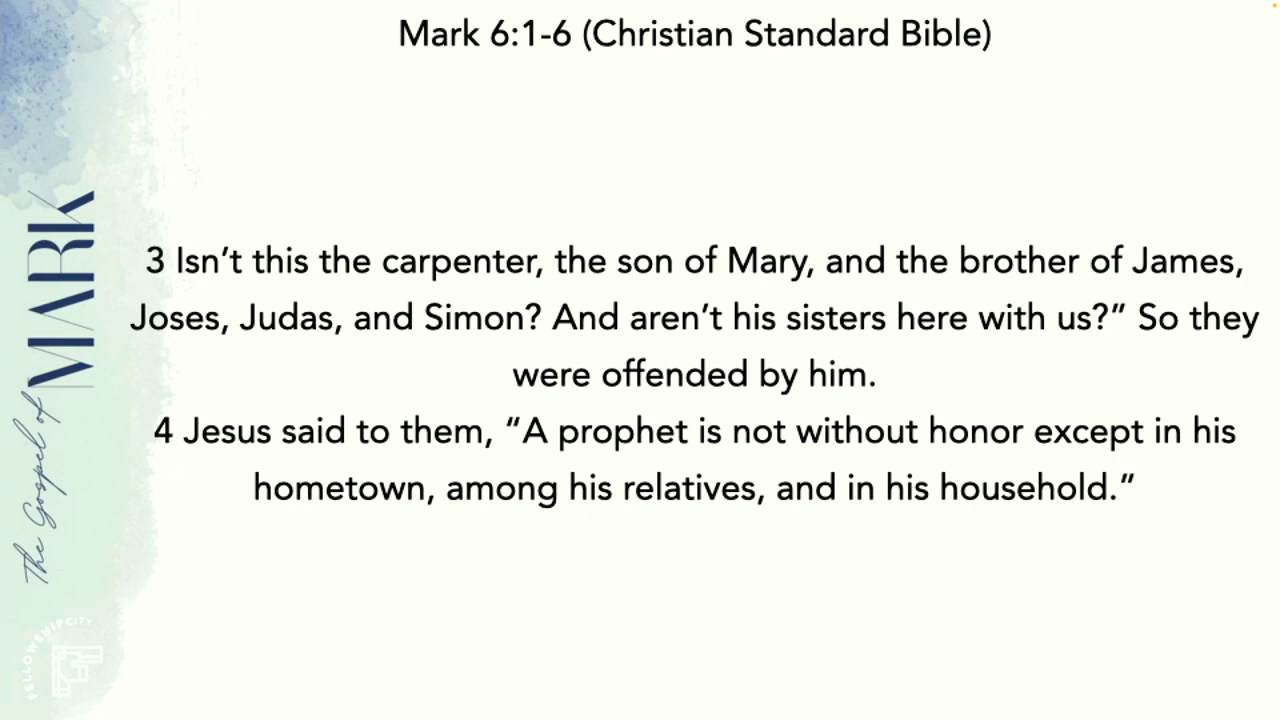 Mark 6:1-6 (Christian Standard Bible)
3 Isn’t this the carpenter, the son of Mary, and the brother of James,
Joses, Judas, and Simon? And aren’t his sisters here with us?” So they
were offended by him.
4 Jesus said to them, “A prophet is not without honor except in his
hometown, among his relatives, and in his household.”
The Gospel of
MARK
FELLOWSHIPCITY